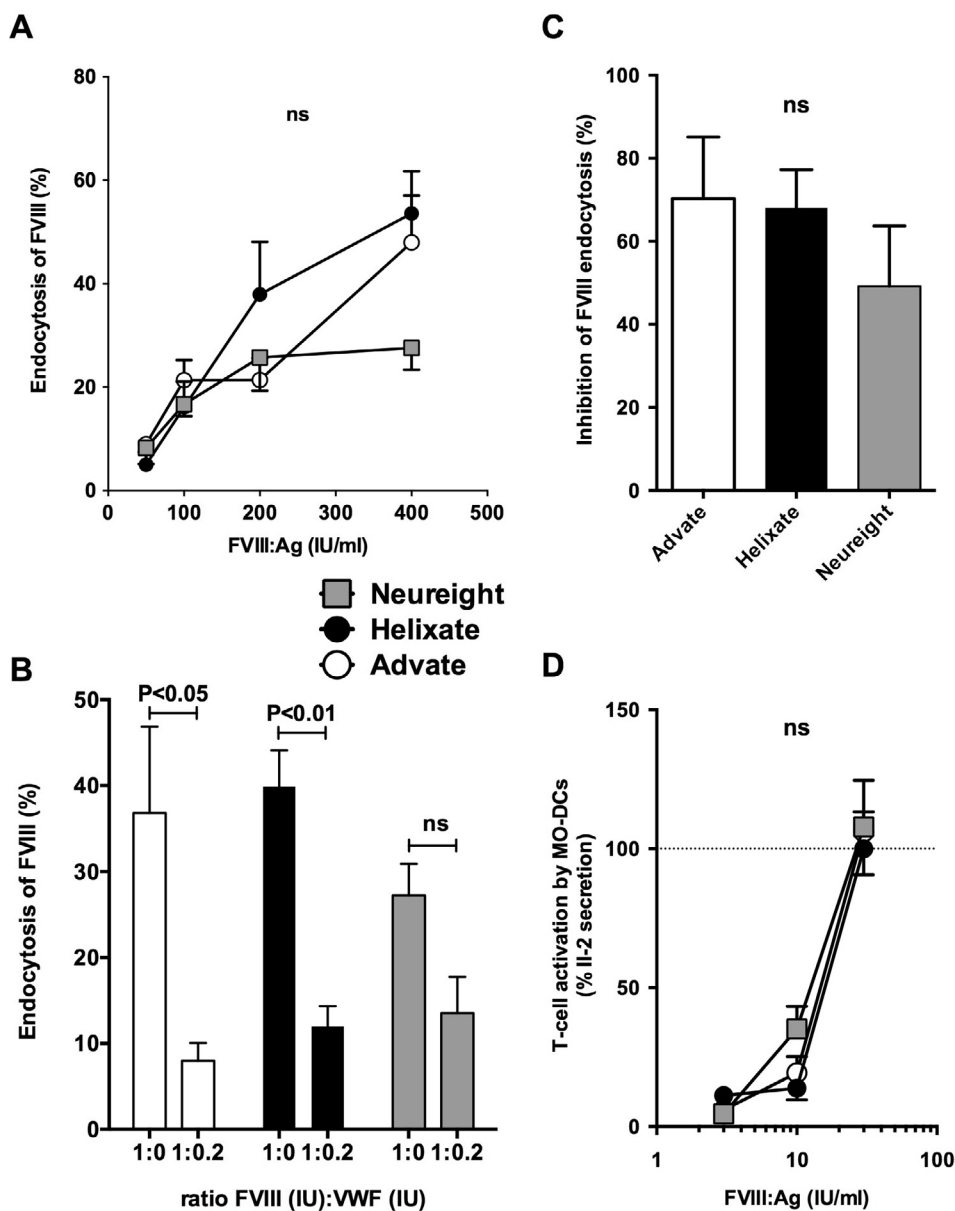 A
80
60
40
20
0
Endocytosis of FVIII (%)
ns
0 100 200 300 400 500
FVIII:Ag (IU/ml)
C
100
80
60
40
20
0
Inhibition of FVIII endocytosis (%)
ns
Advate Helixate Neureight
Neureight
Helixate
Advate
B
50
40
30
20
10
0
Endocytosis of FVIII (%)
P<0.05
P<0.01
ns
1:0 1:0.2 1:0 1:0.2 1:0 1:0.2
ratio FVIII (IU):VWF (IU)
D
150
100
50
0
T-cell activation by MO-DCs
(% Il-2 secretion)
ns
1 10 100
FVIII:Ag (IU/ml)